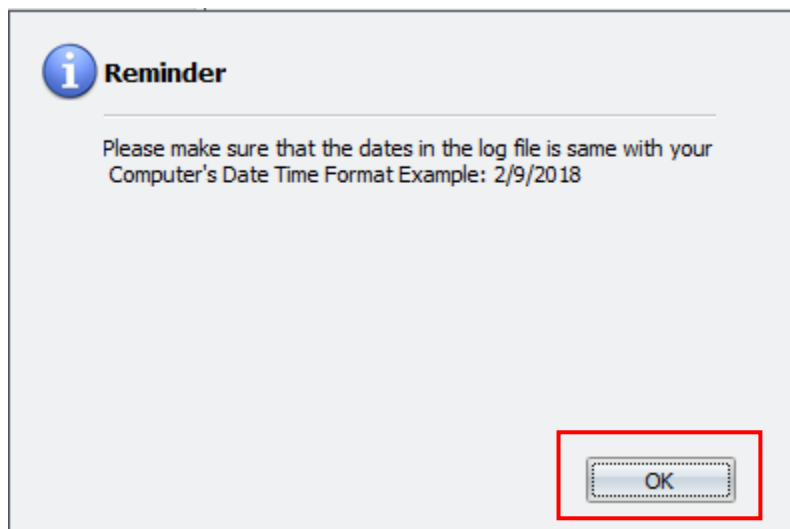 Reminder
Please make sure that the dates in the log file is same with your
Computer's Date Time Format Example: 2/9/2018
OK